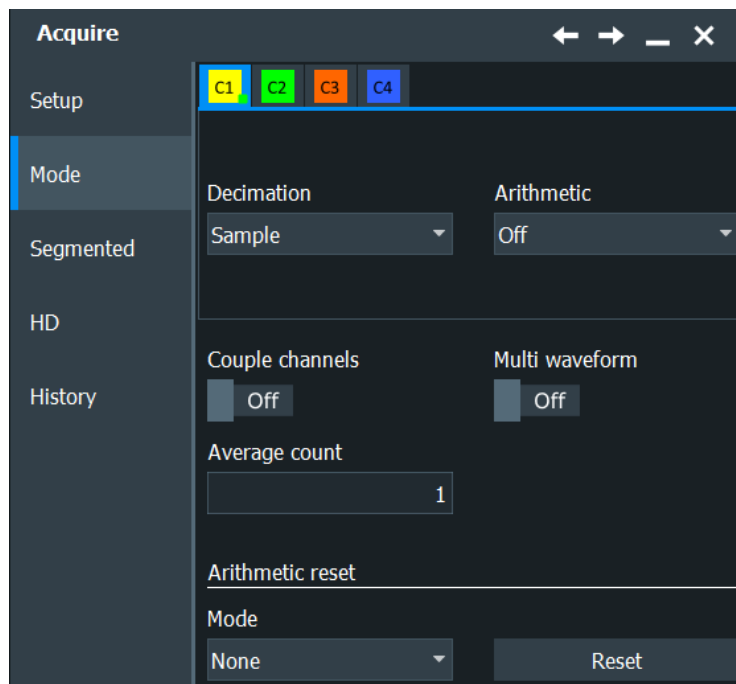 Acquire
Setup
Mode
Segmented
HD
History
C1 C2 C3 C4
Decimation Arithmetic
Sample Off
Couple channels Multi waveform
Off Off
Average count
1
Arithmetic reset
Mode
None Reset